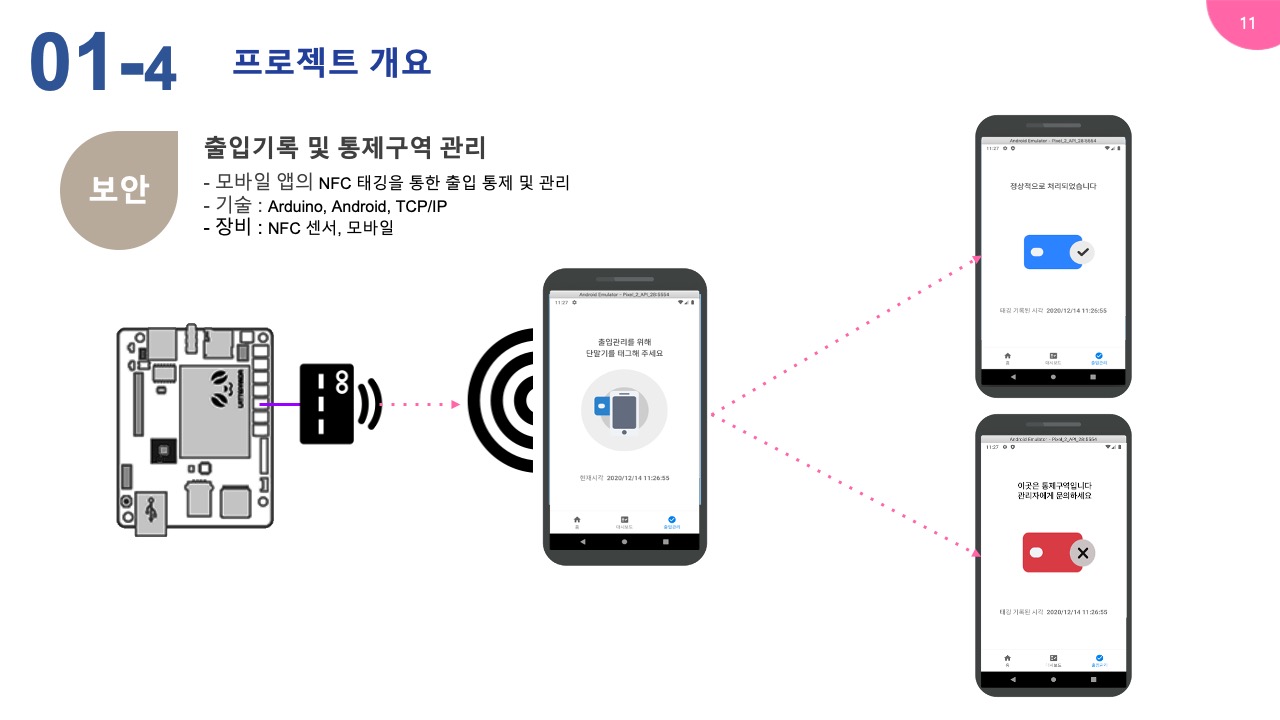 11
01-4 프로젝트 개요
보안
출입기록 및 통제구역 관리
- 모바일 앱의 NFC 태깅을 통한 출입 통제 및 관리
- 기술 : Arduino, Android, TCP/IP
- 장비 : NFC 센서, 모바일
Android Emulator - Pixel_2_API_28:5554
11:27
출입관리를 위해
단말기를 태그해 주세요
현재시각 2020/12/14 11:26:55
홈 대시보드 출입관리
Android Emulator - Pixel_2_API_28:5554
11:27
정상적으로 처리되었습니다
태깅 기록된 시각 2020/12/14 11:26:55
홈 대시보드 출입관리
Android Emulator - Pixel_2_API_28:5554
11:27
이곳은 통제구역입니다
관리자에게 문의하세요
태깅 기록된 시각 2020/12/14 11:26:55
홈 대시보드 출입관리